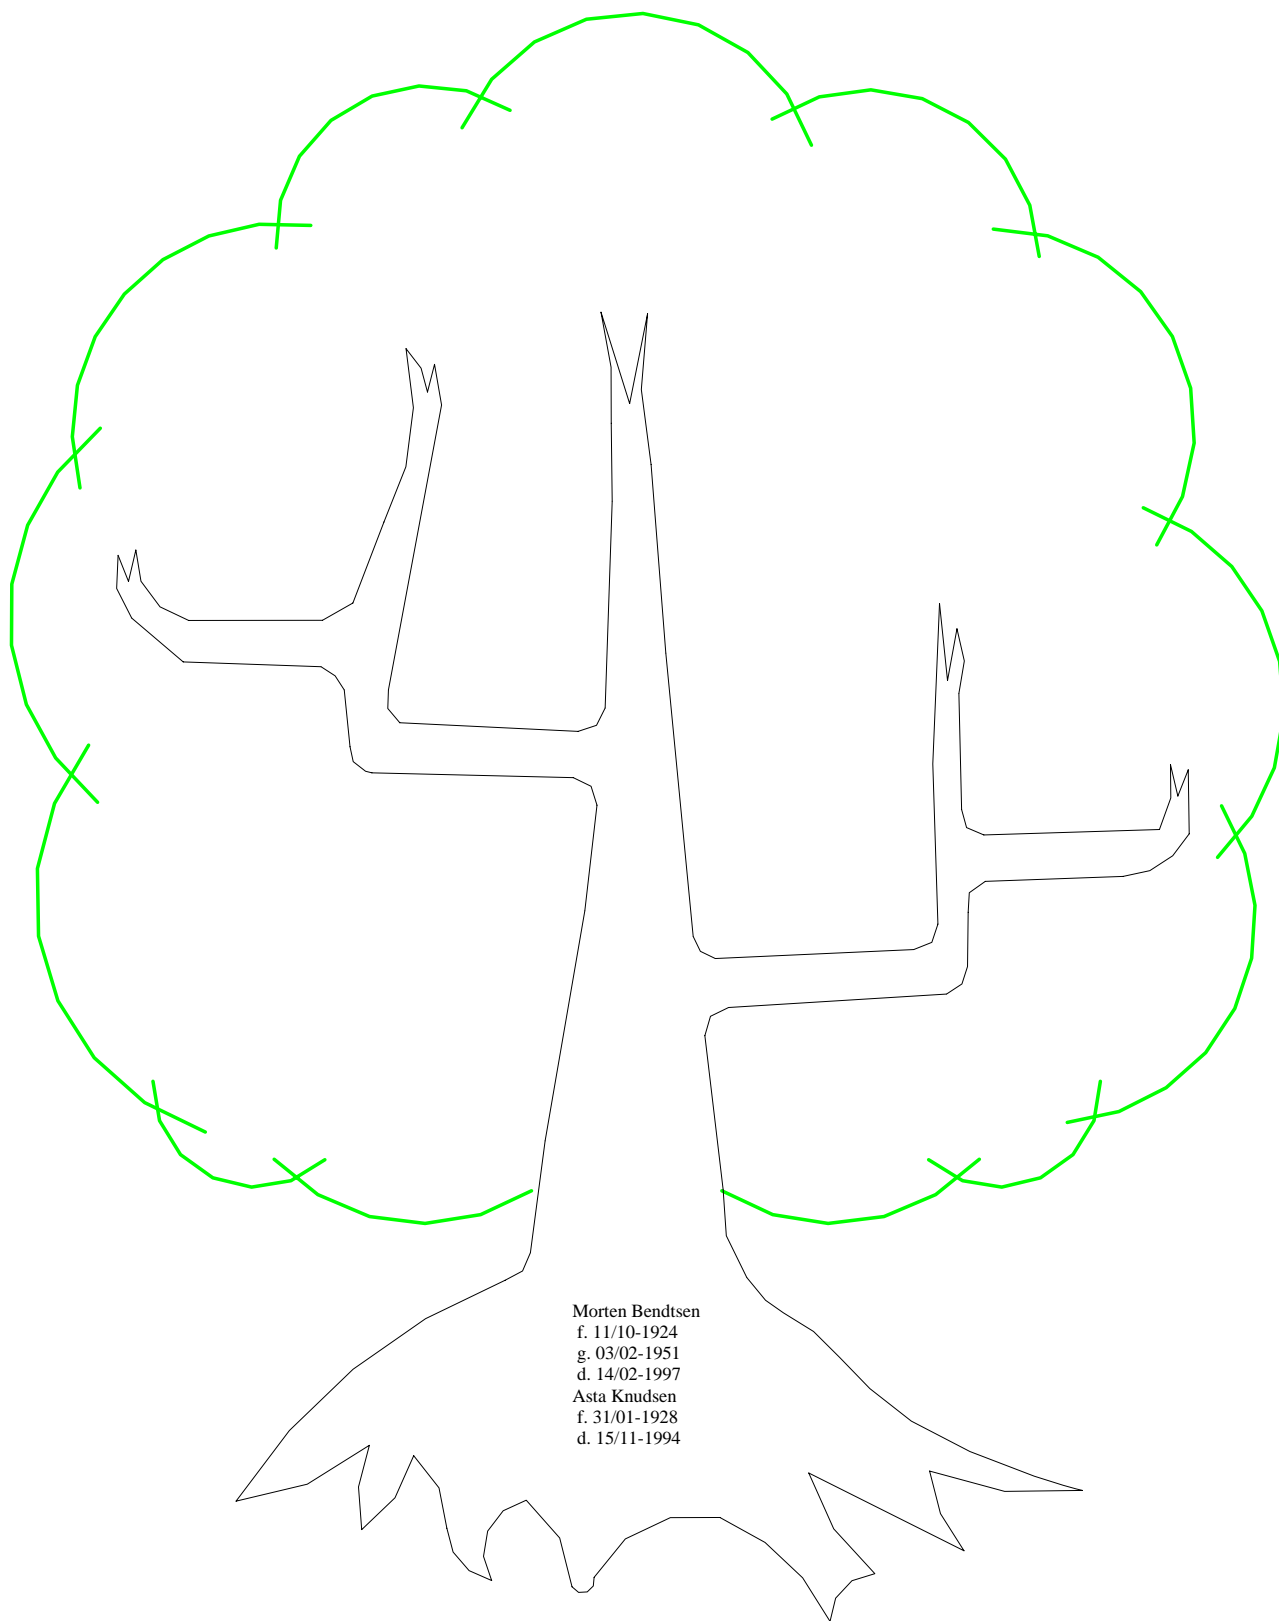 Morten Bendtsen
f. 11/10-1924
g. 03/02-1951
d. 14/02-1997
Asta Knudsen
f. 31/01-1928
d. 15/11-1994